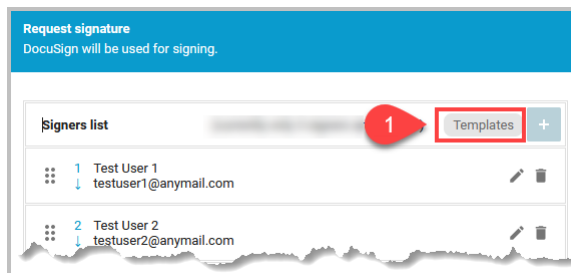 Request signature
DocuSign will be used for signing.
Signers list 1 Templates +
1 Test User 1
↓ testuser1@anymail.com
2 Test User 2
↓ testuser2@anymail.com